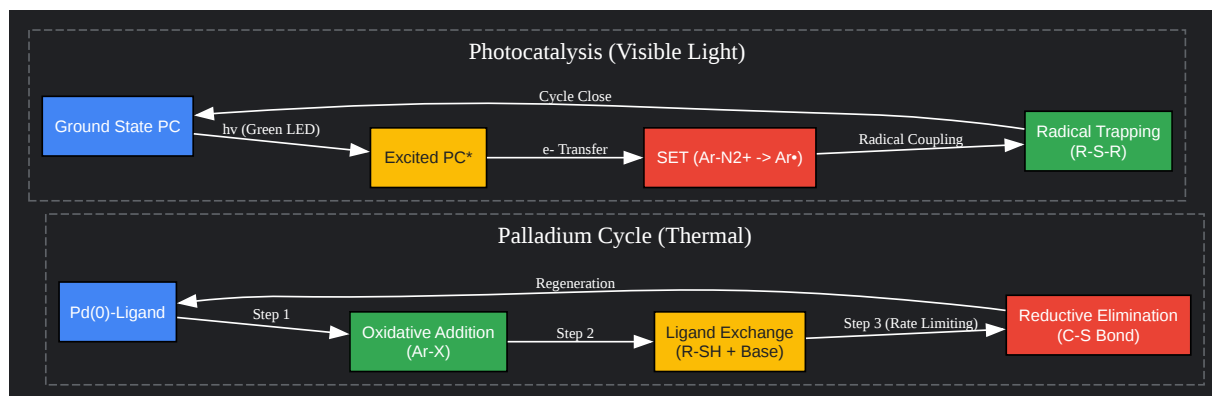 Photocatalysis (Visible Light)
Cycle Close
Ground State PC
hv (Green LED)
Excited PC*
e- Transfer
SET (Ar-N2+ -> Ar•)
Radical Coupling
Radical Trapping
(R-S-R)
Palladium Cycle (Thermal)
Regeneration
Pd(0)-Ligand
Step 1
Oxidative Addition
(Ar-X)
Step 2
Ligand Exchange
(R-SH + Base)
Step 3 (Rate Limiting)
Reductive Elimination
(C-S Bond)